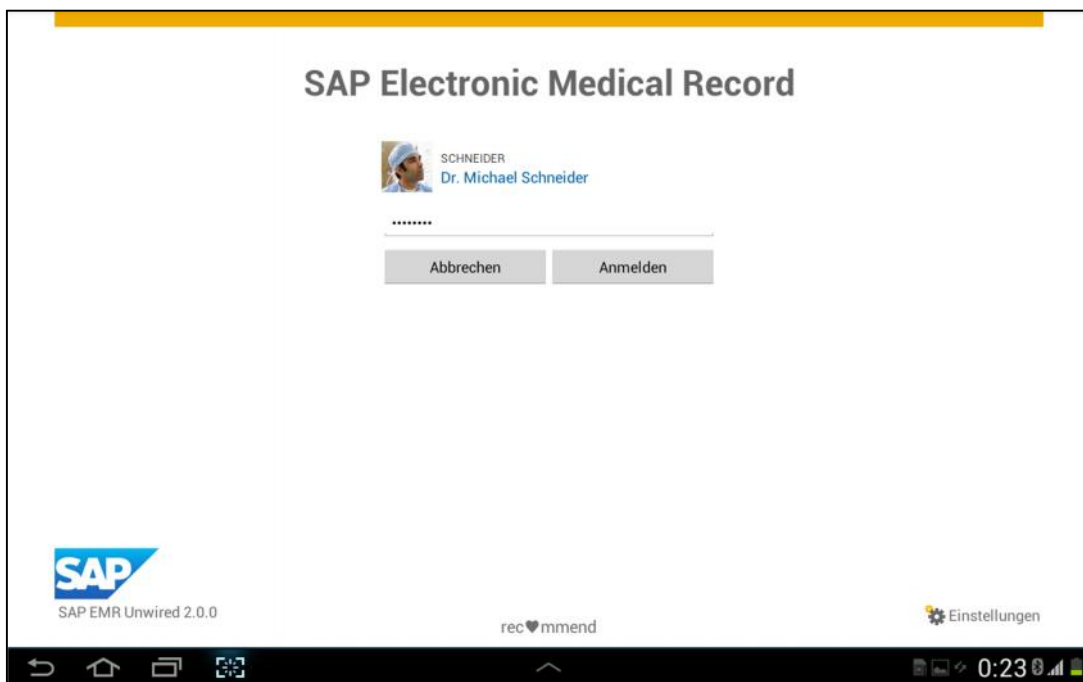 SAP Electronic Medical Record
SCHNEIDER
Dr. Michael Schneider
••••••••
Abbrechen
Anmelden
SAP
SAP EMR Unwired 2.0.0
rec♥mmend
Einstellungen
0:23